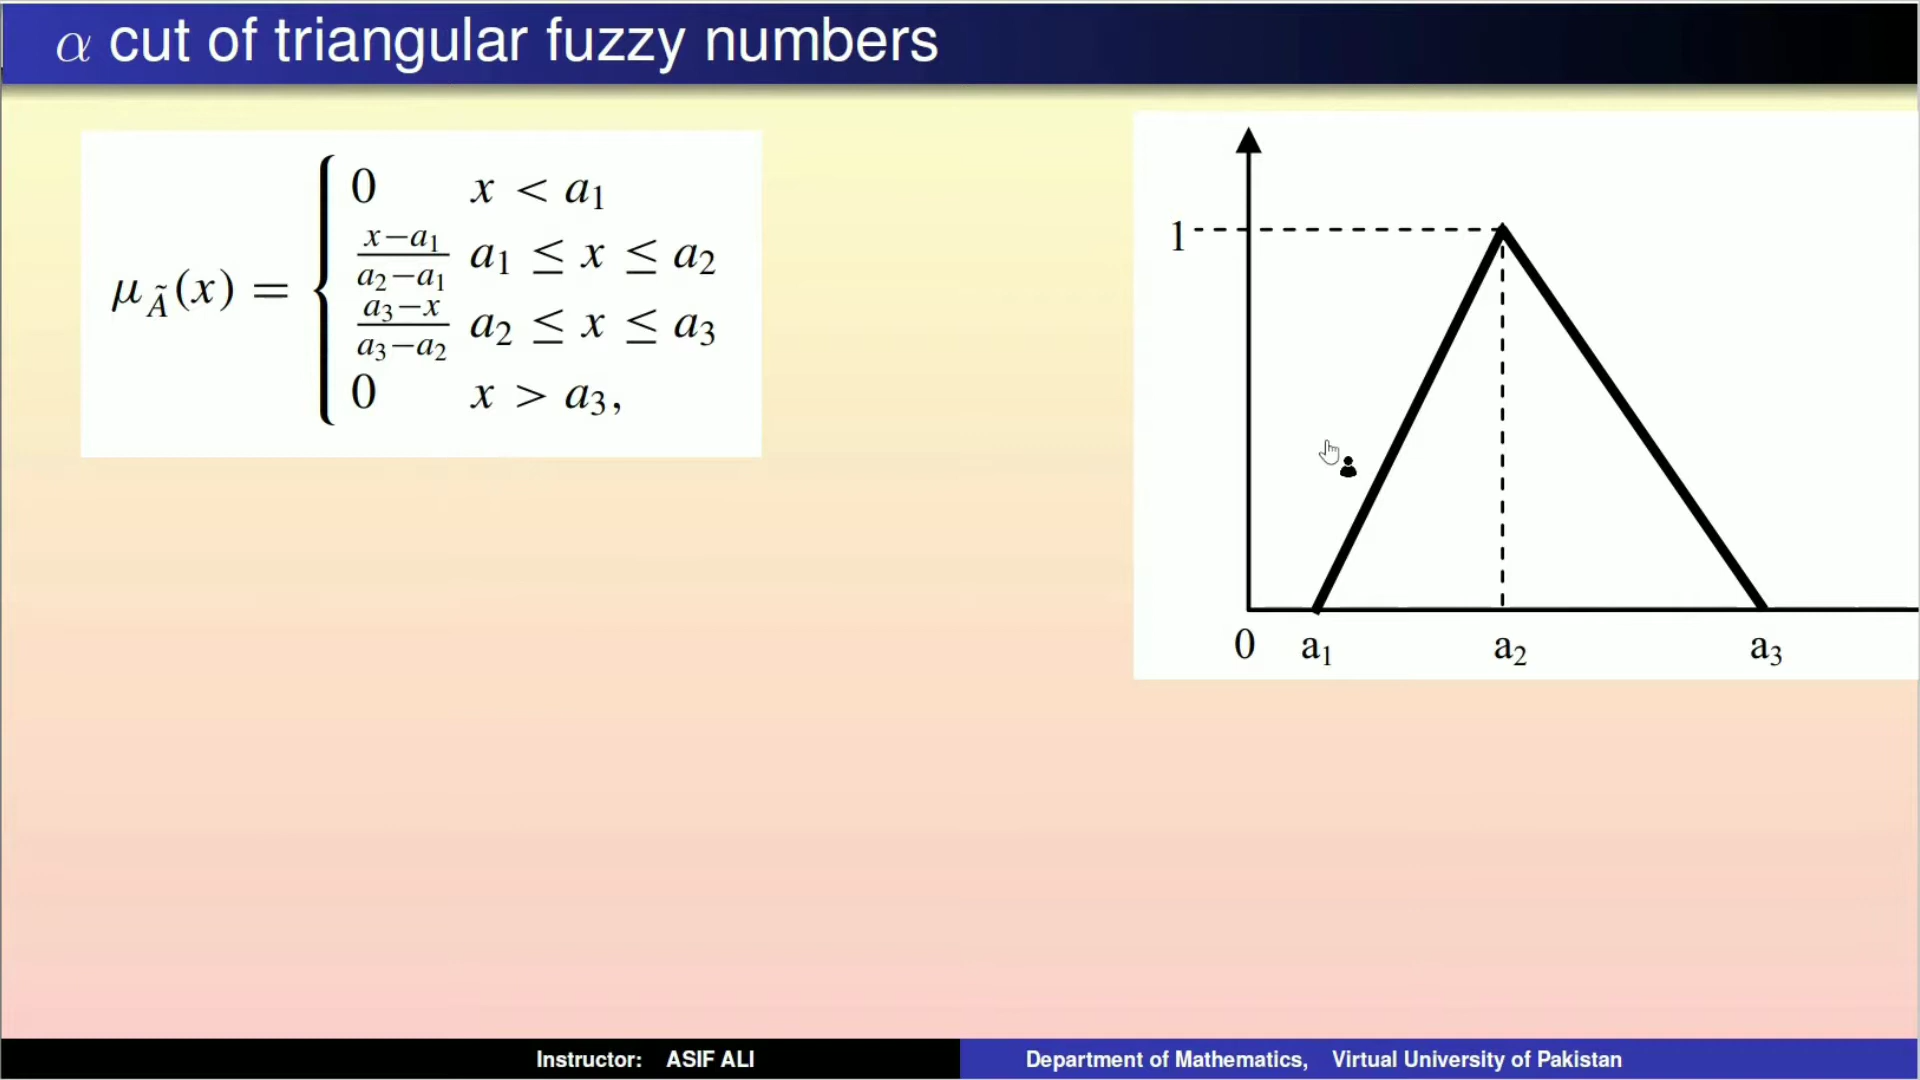 α cut of triangular fuzzy numbers
0 x < a₁
(x−a₁)/(a₂−a₁) a₁ ≤ x ≤ a₂
μ_Ã(x) =
(a₃−x)/(a₃−a₂) a₂ ≤ x ≤ a₃
0 x > a₃,
1
0 a₁ a₂ a₃
Instructor: ASIF ALI
Department of Mathematics, Virtual University of Pakistan